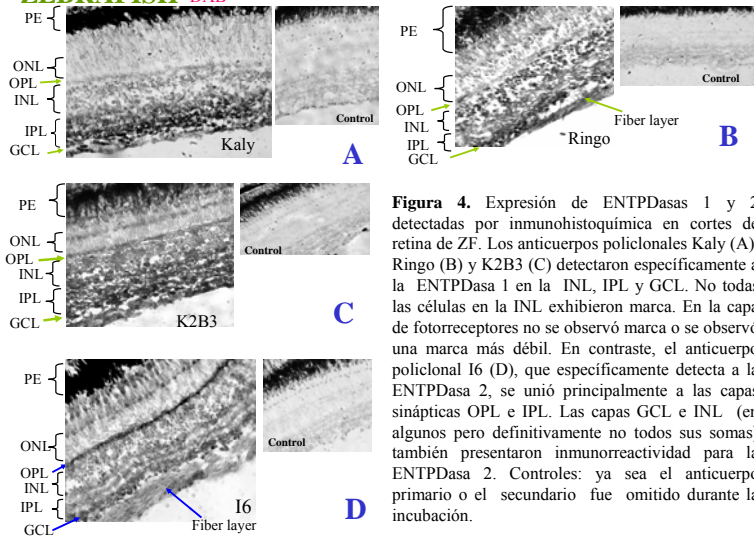 ZEBRAFISH DAB
PE
ONL
OPL
INL
IPL
GCL
Kaly
Control
A
PE
ONL
OPL
INL
IPL
GCL
Fiber layer
Ringo
Control
B
PE
ONL
OPL
INL
IPL
GCL
Control
K2B3
C
PE
ONL
OPL
INL
IPL
GCL
Control
I6
Fiber layer
D
Figura 4. Expresión de ENTPDasas 1 y 2
detectadas por inmunohistoquímica en cortes de
retina de ZF. Los anticuerpos policlonales Kaly (A)
Ringo (B) y K2B3 (C) detectaron específicamente a
la ENTPDasa 1 en la INL, IPL y GCL. No todas
las células en la INL exhibieron marca. En la capa
de fotorreceptores no se observó marca o se observó
una marca más débil. En contraste, el anticuerpo
policlonal I6 (D), que específicamente detecta a la
ENTPDasa 2, se unió principalmente a las capas
sinápticas OPL e IPL. Las capas GCL e INL (en
algunos pero definitivamente no todos sus somas)
también presentaron inmunorreactividad para la
ENTPDasa 2. Controles: ya sea el anticuerpo
primario o el secundario fue omitido durante la
incubación.